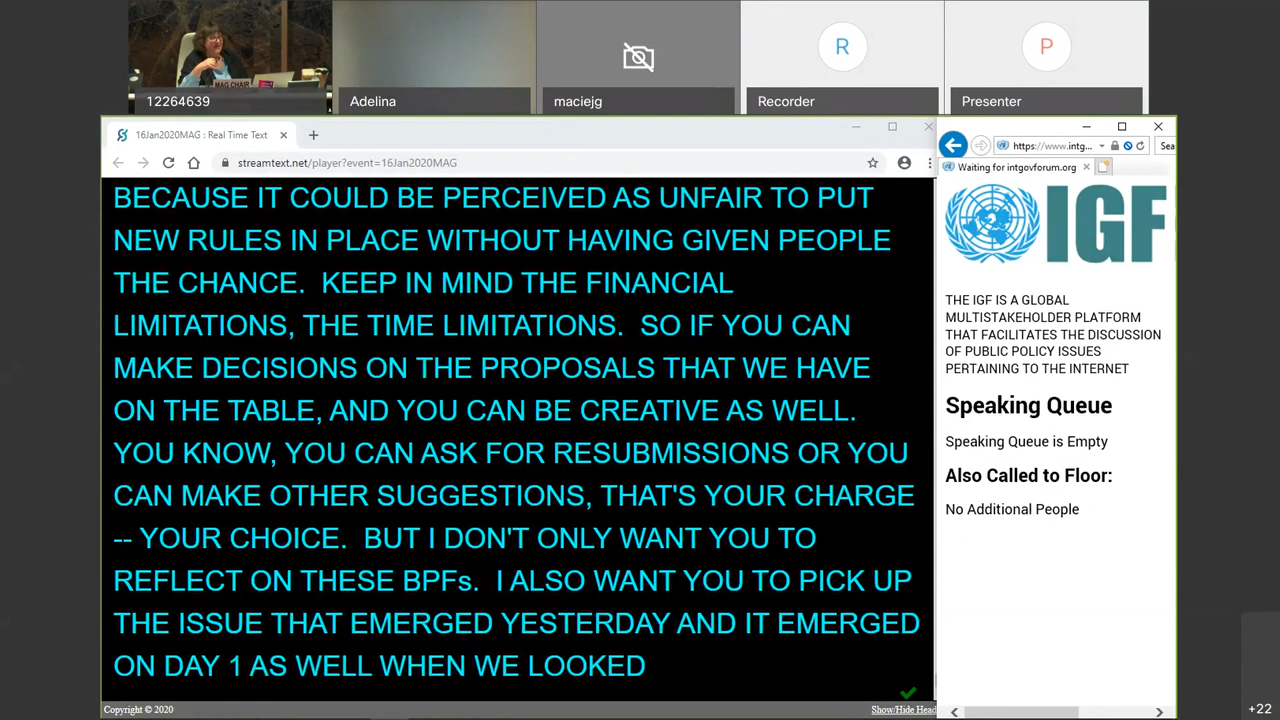 MAG CHAIR
12264639
Adelina
maciejg
R
Recorder
P
Presenter
16Jan2020MAG : Real Time Text
streamtext.net/player?event=16Jan2020MAG
BECAUSE IT COULD BE PERCEIVED AS UNFAIR TO PUT
NEW RULES IN PLACE WITHOUT HAVING GIVEN PEOPLE
THE CHANCE.  KEEP IN MIND THE FINANCIAL
LIMITATIONS, THE TIME LIMITATIONS.  SO IF YOU CAN
MAKE DECISIONS ON THE PROPOSALS THAT WE HAVE
ON THE TABLE, AND YOU CAN BE CREATIVE AS WELL.
YOU KNOW, YOU CAN ASK FOR RESUBMISSIONS OR YOU
CAN MAKE OTHER SUGGESTIONS, THAT'S YOUR CHARGE
-- YOUR CHOICE.  BUT I DON'T ONLY WANT YOU TO
REFLECT ON THESE BPFs.  I ALSO WANT YOU TO PICK UP
THE ISSUE THAT EMERGED YESTERDAY AND IT EMERGED
ON DAY 1 AS WELL WHEN WE LOOKED
Copyright © 2020
Show/Hide Head
https://www.intg...
Sea
Waiting for intgovforum.org
IGF
THE IGF IS A GLOBAL
MULTISTAKEHOLDER PLATFORM
THAT FACILITATES THE DISCUSSION
OF PUBLIC POLICY ISSUES
PERTAINING TO THE INTERNET
Speaking Queue
Speaking Queue is Empty
Also Called to Floor:
No Additional People
+22